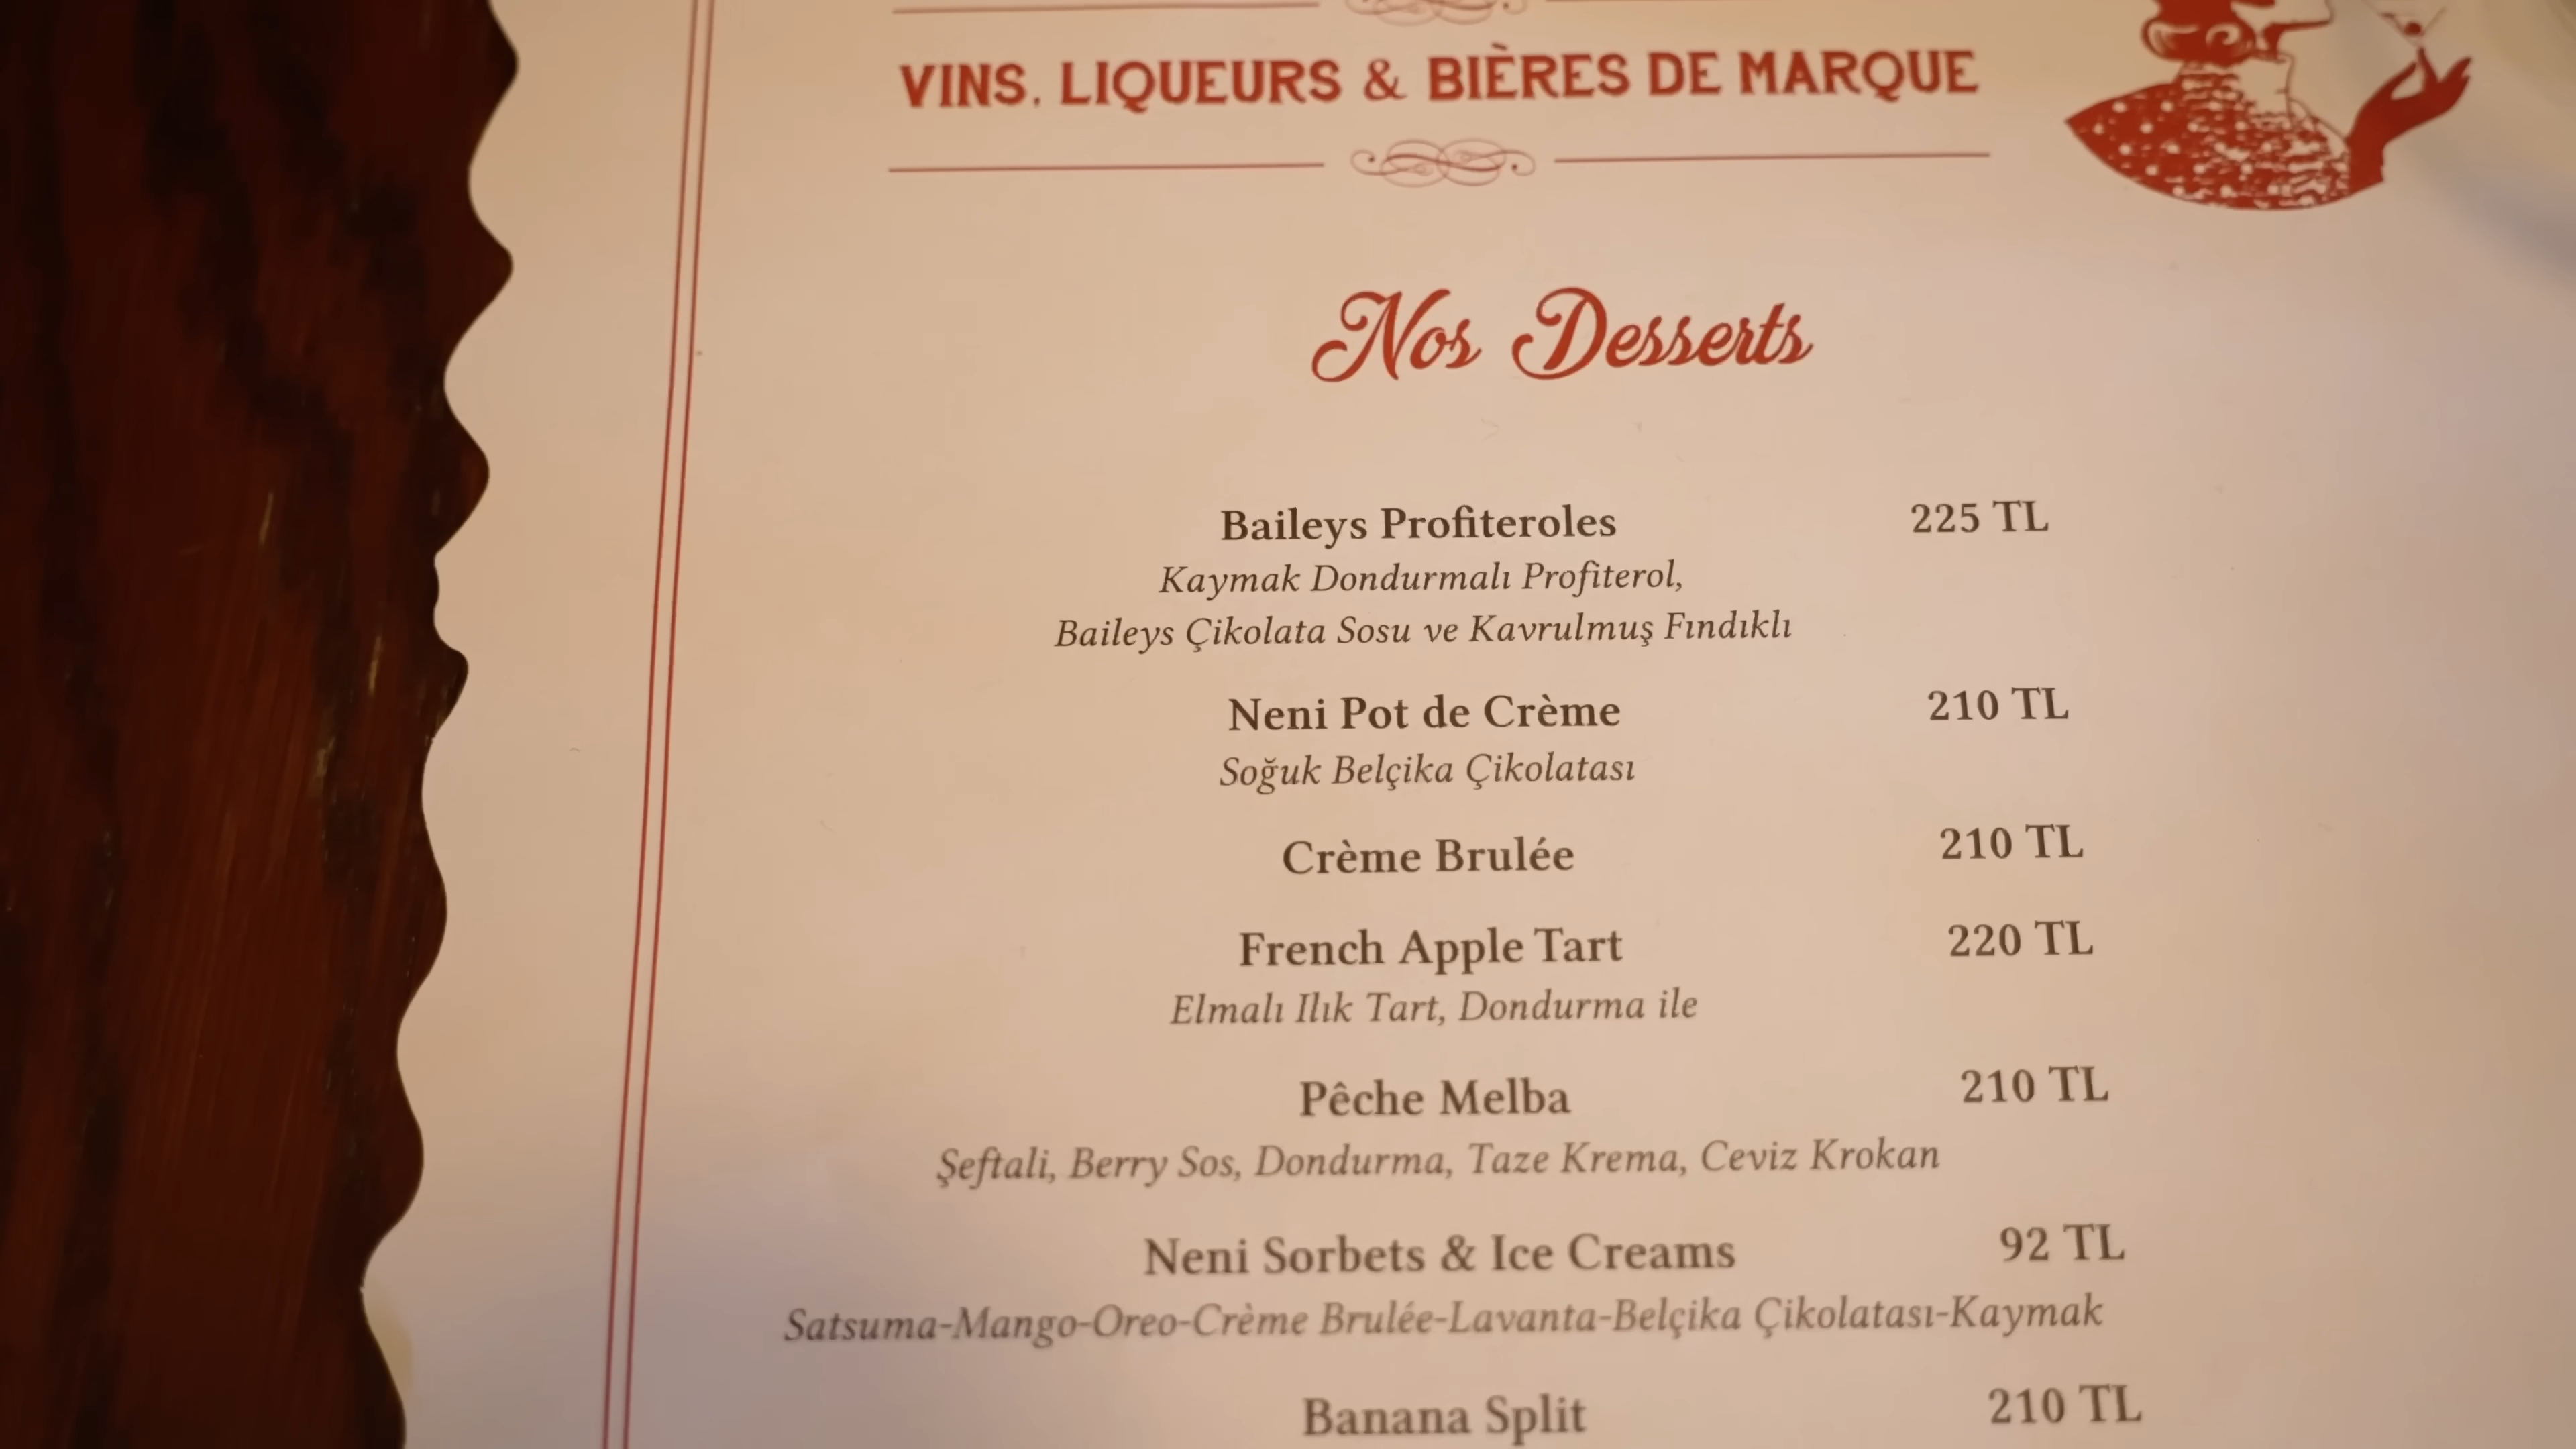 VINS, LIQUEURS & BIÈRES DE MARQUE
Nos Desserts
Baileys Profiteroles 225 TL
Kaymak Dondurmalı Profiterol,
Baileys Çikolata Sosu ve Kavrulmuş Fındıklı
Neni Pot de Crème 210 TL
Soğuk Belçika Çikolatası
Crème Brulée 210 TL
French Apple Tart 220 TL
Elmalı Ilık Tart, Dondurma ile
Pêche Melba 210 TL
Şeftali, Berry Sos, Dondurma, Taze Krema, Ceviz Krokan
Neni Sorbets & Ice Creams 92 TL
Satsuma-Mango-Oreo-Crème Brulée-Lavanta-Belçika Çikolatası-Kaymak
Banana Split 210 TL